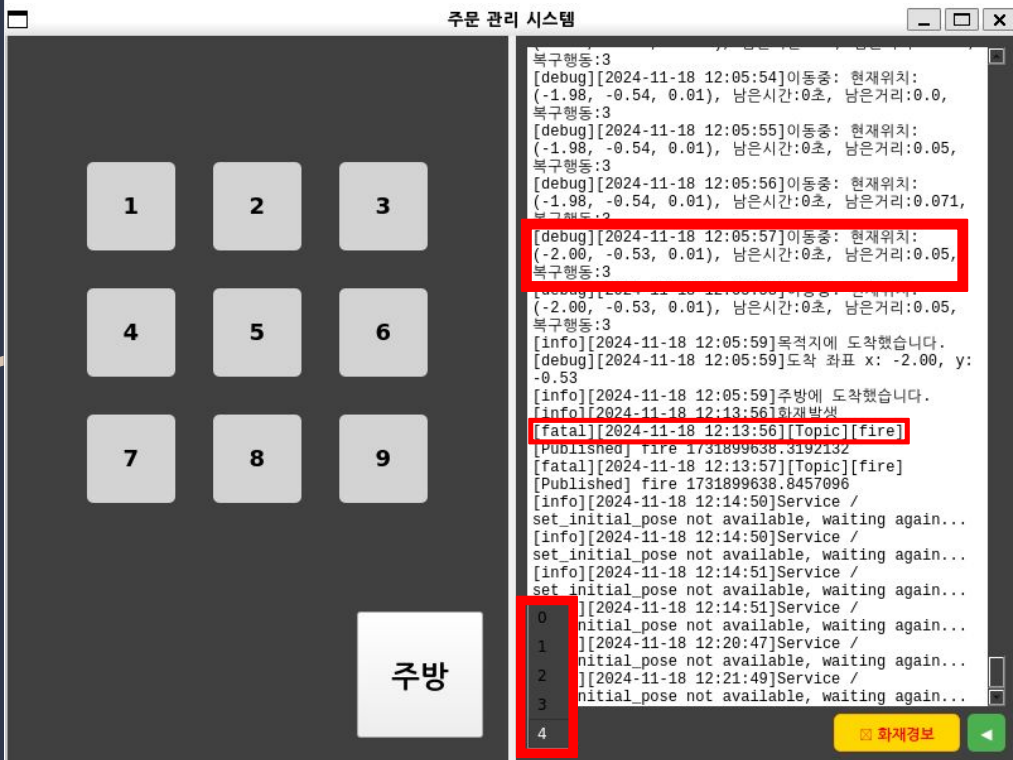 주문 관리 시스템
1 2 3
4 5 6
7 8 9
주방
복구행동:3
[debug][2024-11-18 12:05:54]이동중: 현재위치:
(-1.98, -0.54, 0.01), 남은시간:0초, 남은거리:0.0,
복구행동:3
[debug][2024-11-18 12:05:55]이동중: 현재위치:
(-1.98, -0.54, 0.01), 남은시간:0초, 남은거리:0.05,
복구행동:3
[debug][2024-11-18 12:05:56]이동중: 현재위치:
(-1.98, -0.54, 0.01), 남은시간:0초, 남은거리:0.071,
[debug][2024-11-18 12:05:57]이동중: 현재위치:
(-2.00, -0.53, 0.01), 남은시간:0초, 남은거리:0.05,
복구행동:3
(-2.00, -0.53, 0.01), 남은시간:0초, 남은거리:0.05,
복구행동:3
[info][2024-11-18 12:05:59]목적지에 도착했습니다.
[debug][2024-11-18 12:05:59]도착 좌표 x: -2.00, y:
-0.53
[info][2024-11-18 12:05:59]주방에 도착했습니다.
[info][2024-11-18 12:13:56]화재발생
[fatal][2024-11-18 12:13:56][Topic][fire]
[Published] fire 1731899638.3192132
[fatal][2024-11-18 12:13:57][Topic][fire]
[Published] fire 1731899638.8457096
[info][2024-11-18 12:14:50]Service /
set_initial_pose not available, waiting again...
[info][2024-11-18 12:14:50]Service /
set_initial_pose not available, waiting again...
[info][2024-11-18 12:14:51]Service /
set_initial_pose not available, waiting again...
][2024-11-18 12:14:51]Service /
nitial_pose not available, waiting again...
][2024-11-18 12:20:47]Service /
nitial_pose not available, waiting again...
][2024-11-18 12:21:49]Service /
nitial_pose not available, waiting again...
0
1
2
3
4
화재경보